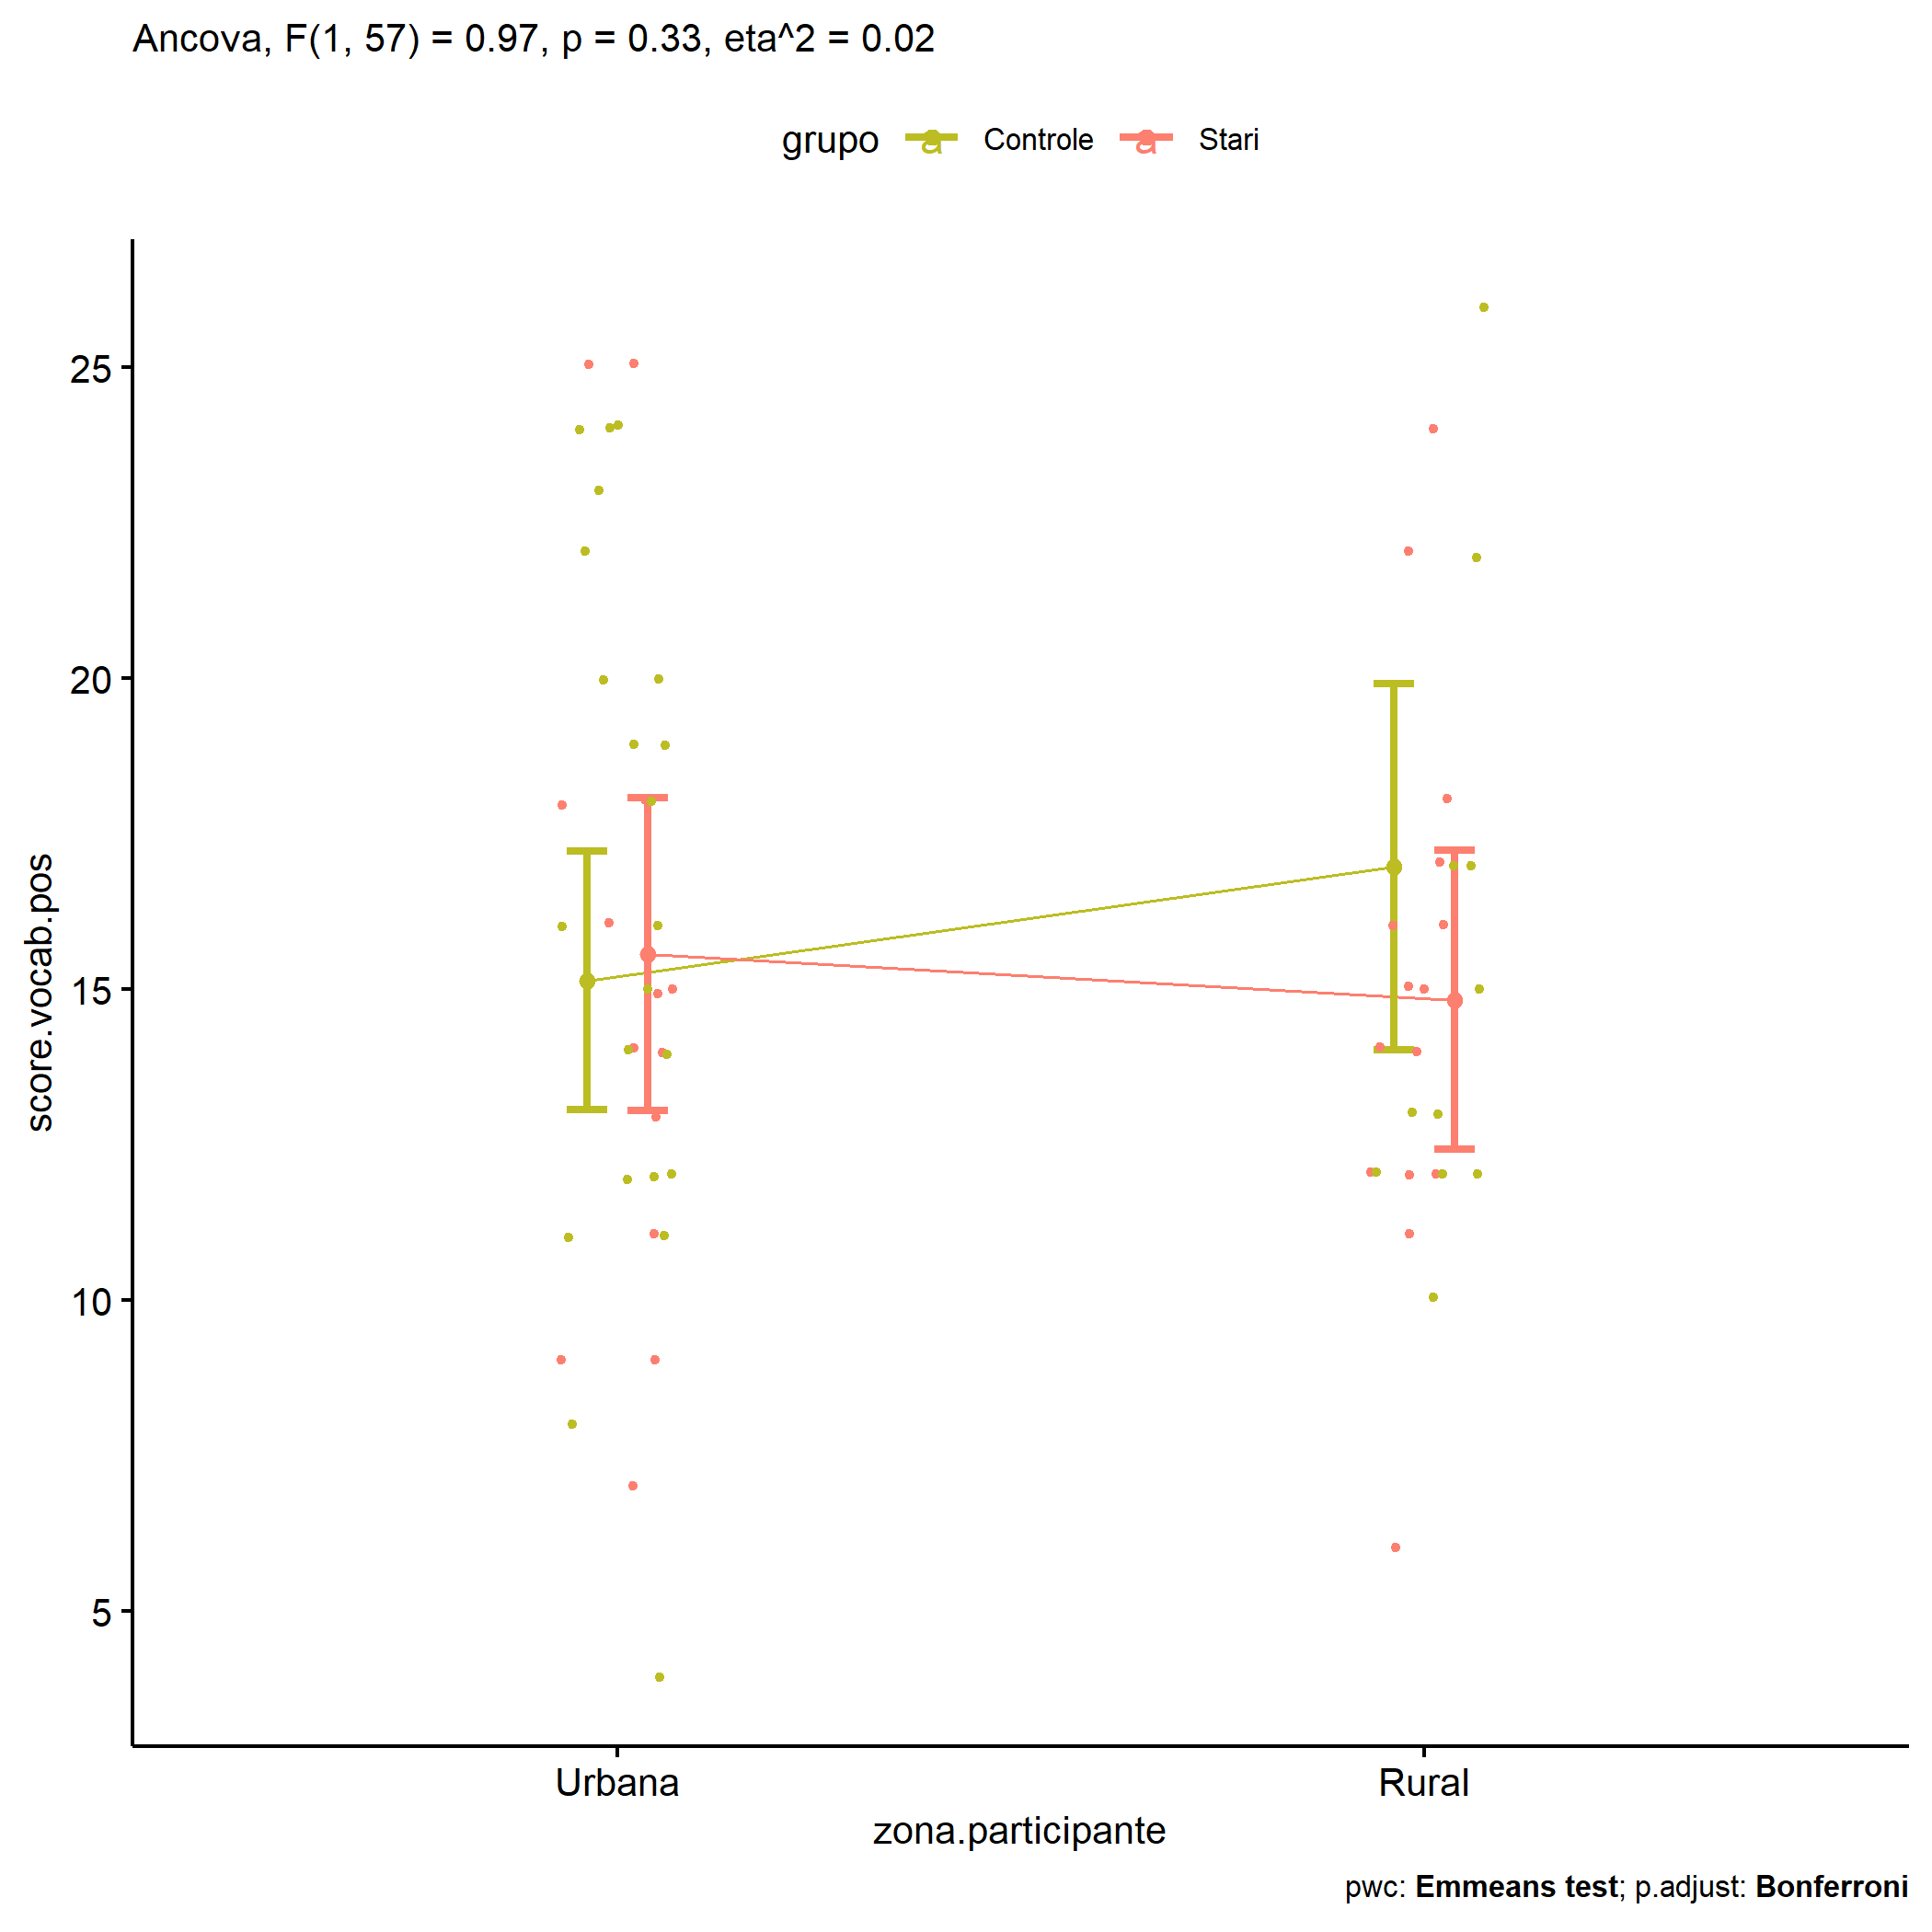 Ancova, F(1, 57) = 0.97, p = 0.33, eta^2 = 0.02
grupo a Controle a Stari
25
20
15
10
5
score.vocab.pos
Urbana Rural
zona.participante
pwc: Emmeans test; p.adjust: Bonferroni